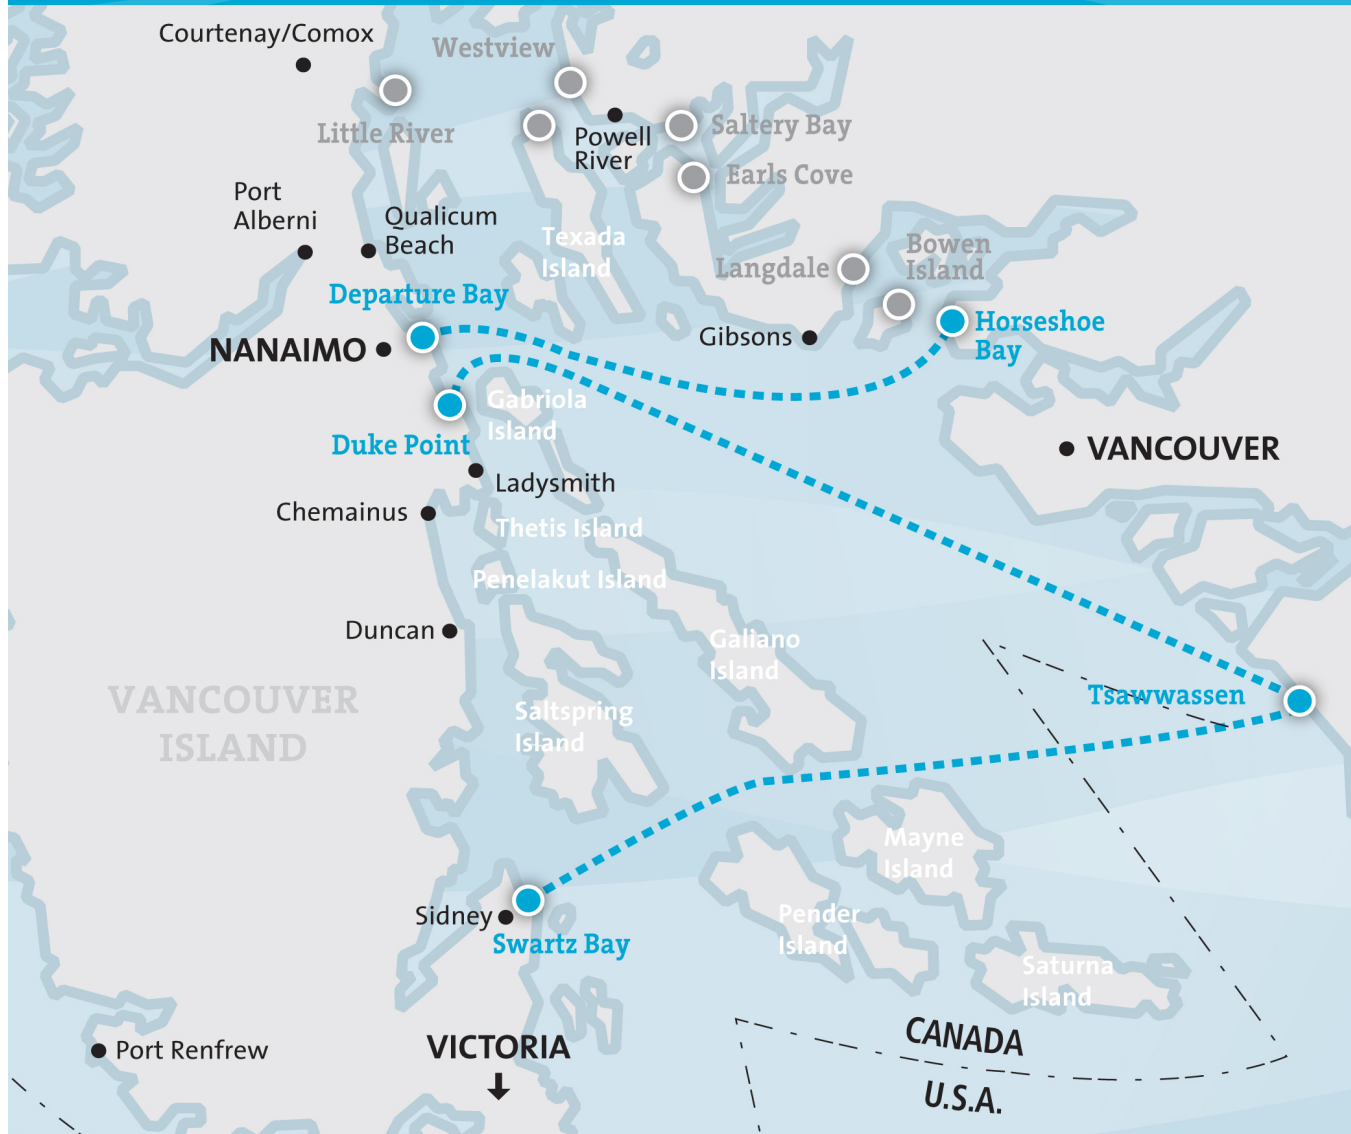 Courtenay/Comox
Westview
Little River
Powell
River
Saltery Bay
Earls Cove
Port
Alberni
Qualicum
Beach
Texada
Island
Bowen
Island
Langdale
Departure Bay
Horseshoe
Bay
Gibsons
NANAIMO
Gabriola
Island
Duke Point
VANCOUVER
Ladysmith
Chemainus
Thetis Island
Penelakut Island
Duncan
Galiano
Island
VANCOUVER
ISLAND
Tsawwassen
Saltspring
Island
Mayne
Island
Sidney
Swartz Bay
Pender
Island
Saturna
Island
Port Renfrew
VICTORIA
CANADA
U.S.A.